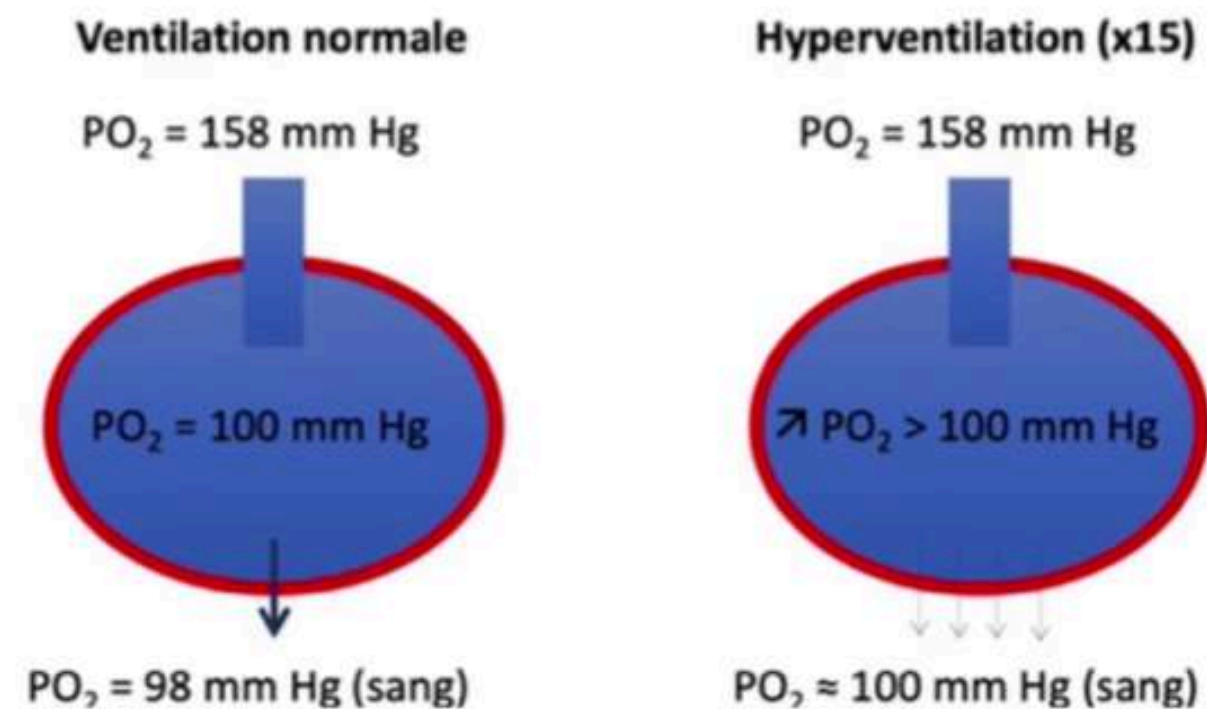 Ventilation normale
PO₂ = 158 mm Hg
PO₂ = 100 mm Hg
PO₂ = 98 mm Hg (sang)
Hyperventilation (x15)
PO₂ = 158 mm Hg
↗ PO₂ > 100 mm Hg
PO₂ ≈ 100 mm Hg (sang)